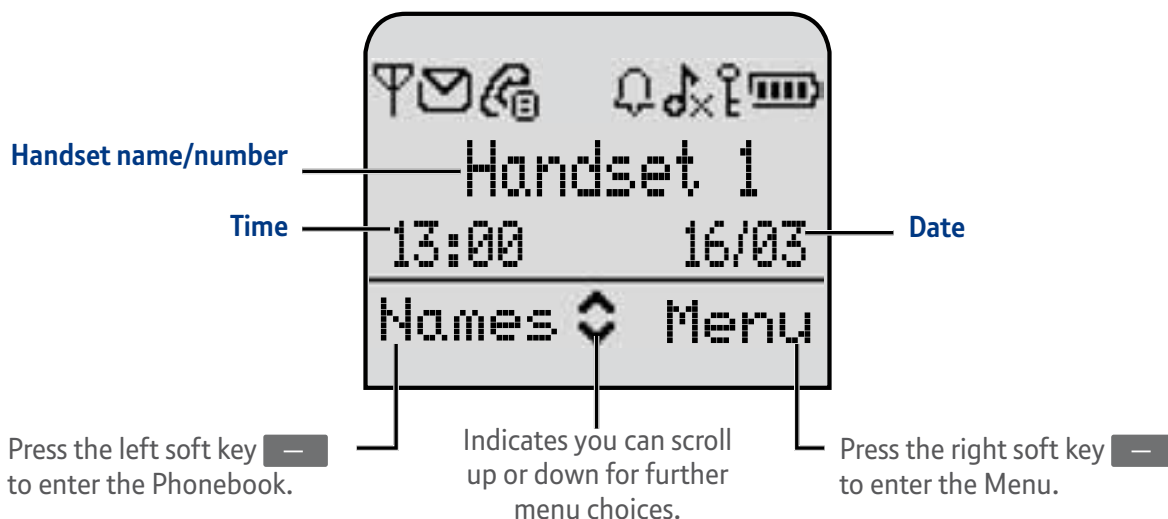 Handset name/number
Handset 1
Time
13:00
16/03
Date
Names
Menu
Press the left soft key
to enter the Phonebook.
Indicates you can scroll
up or down for further
menu choices.
Press the right soft key
to enter the Menu.